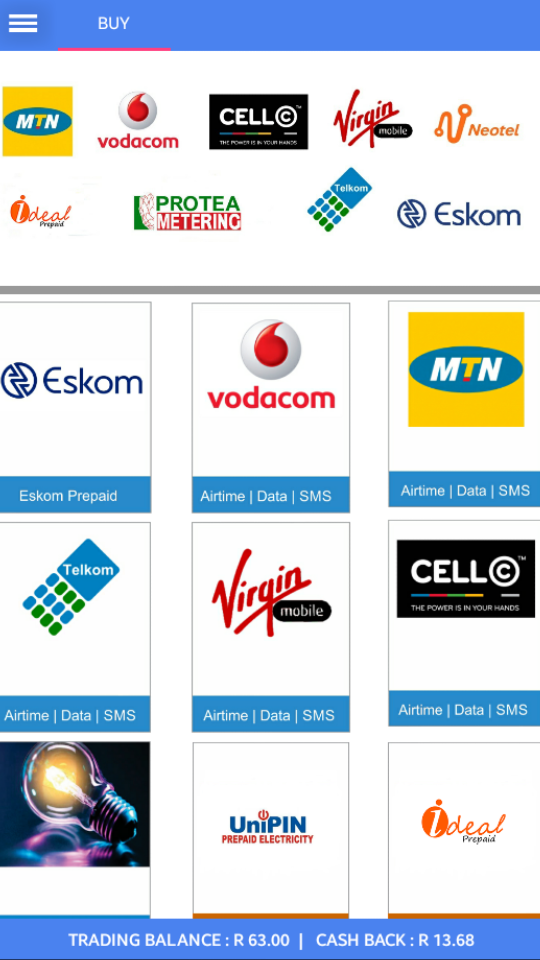 BUY
MTN
vodacom
CELL C™
THE POWER IS IN YOUR HANDS
Virgin
mobile
Neotel
ideal
Prepaid
PROTEA
METERING
Telkom
Eskom
Eskom
vodacom
MTN
Eskom Prepaid
Airtime | Data | SMS
Airtime | Data | SMS
Telkom
Virgin
mobile
CELL C™
THE POWER IS IN YOUR HANDS
Airtime | Data | SMS
Airtime | Data | SMS
Airtime | Data | SMS
UniPIN
PREPAID ELECTRICITY
ideal
Prepaid
TRADING BALANCE : R 63.00 | CASH BACK : R 13.68